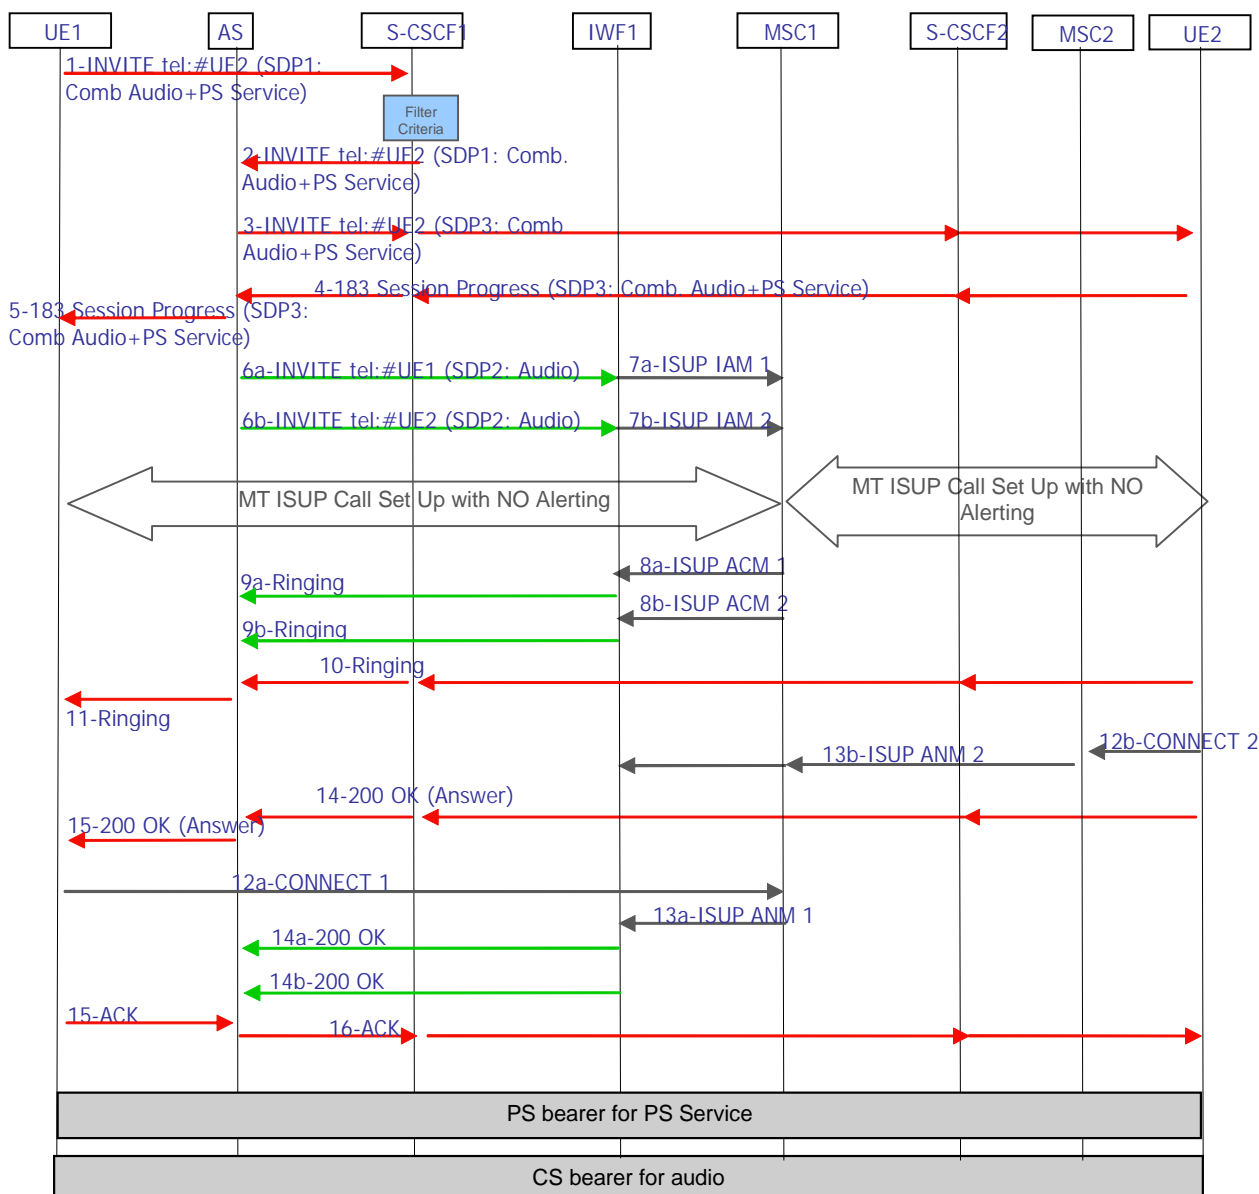 UE1
AS
S-CSCF1
IWF1
MSC1
S-CSCF2
MSC2
UE2
1-INVITE tel:#UE2 (SDP1:
Comb Audio+PS Service)
Filter
Criteria
2-INVITE tel:#UE2 (SDP1: Comb.
Audio+PS Service)
3-INVITE tel:#UE2 (SDP3: Comb
Audio+PS Service)
4-183 Session Progress (SDP3: Comb. Audio+PS Service)
5-183 Session Progress (SDP3:
Comb Audio+PS Service)
6a-INVITE tel:#UE1 (SDP2: Audio)
7a-ISUP IAM 1
6b-INVITE tel:#UE2 (SDP2: Audio)
7b-ISUP IAM 2
MT ISUP Call Set Up with NO Alerting
MT ISUP Call Set Up with NO
Alerting
8a-ISUP ACM 1
9a-Ringing
8b-ISUP ACM 2
9b-Ringing
10-Ringing
11-Ringing
12b-CONNECT 2
13b-ISUP ANM 2
14-200 OK (Answer)
15-200 OK (Answer)
12a-CONNECT 1
13a-ISUP ANM 1
14a-200 OK
14b-200 OK
15-ACK
16-ACK
PS bearer for PS Service
CS bearer for audio